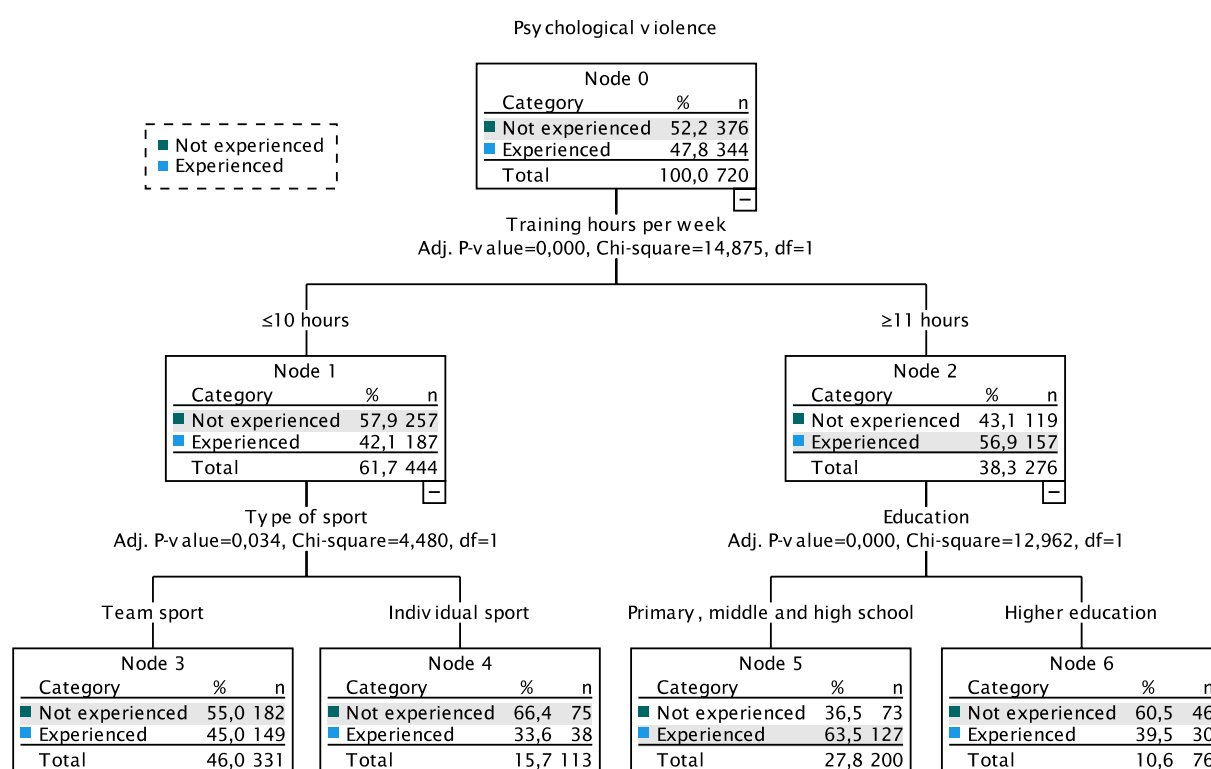 Psychological violence
Node 0
Category % n
Not experienced 52,2 376
Experienced 47,8 344
Total 100,0 720
Not experienced
Experienced
Training hours per week
Adj. P-value=0,000, Chi-square=14,875, df=1
≤10 hours
≥11 hours
Node 1
Category % n
Not experienced 57,9 257
Experienced 42,1 187
Total 61,7 444
Node 2
Category % n
Not experienced 43,1 119
Experienced 56,9 157
Total 38,3 276
Type of sport
Adj. P-value=0,034, Chi-square=4,480, df=1
Education
Adj. P-value=0,000, Chi-square=12,962, df=1
Team sport
Individual sport
Primary, middle and high school
Higher education
Node 3
Category % n
Not experienced 55,0 182
Experienced 45,0 149
Total 46,0 331
Node 4
Category % n
Not experienced 66,4 75
Experienced 33,6 38
Total 15,7 113
Node 5
Category % n
Not experienced 36,5 73
Experienced 63,5 127
Total 27,8 200
Node 6
Category % n
Not experienced 60,5 46
Experienced 39,5 30
Total 10,6 76